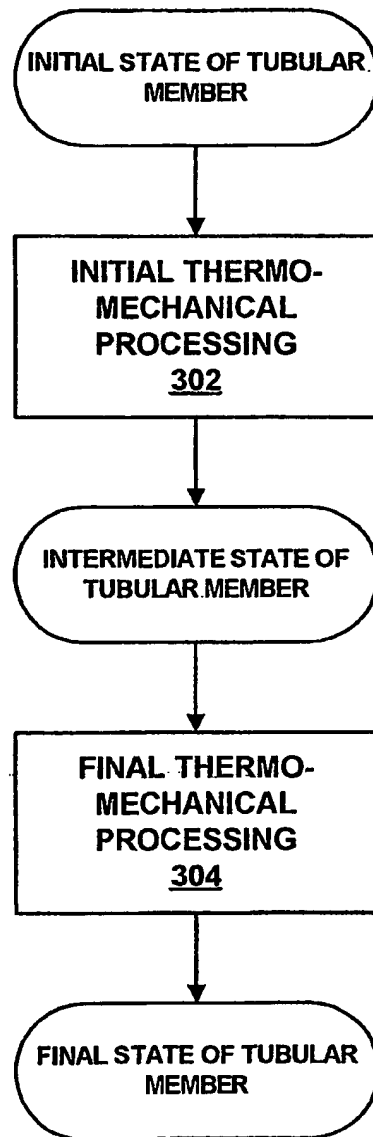 INITIAL STATE OF TUBULAR
MEMBER
INITIAL THERMO-
MECHANICAL
PROCESSING
302
INTERMEDIATE STATE OF
TUBULAR MEMBER
FINAL THERMO-
MECHANICAL
PROCESSING
304
FINAL STATE OF TUBULAR
MEMBER